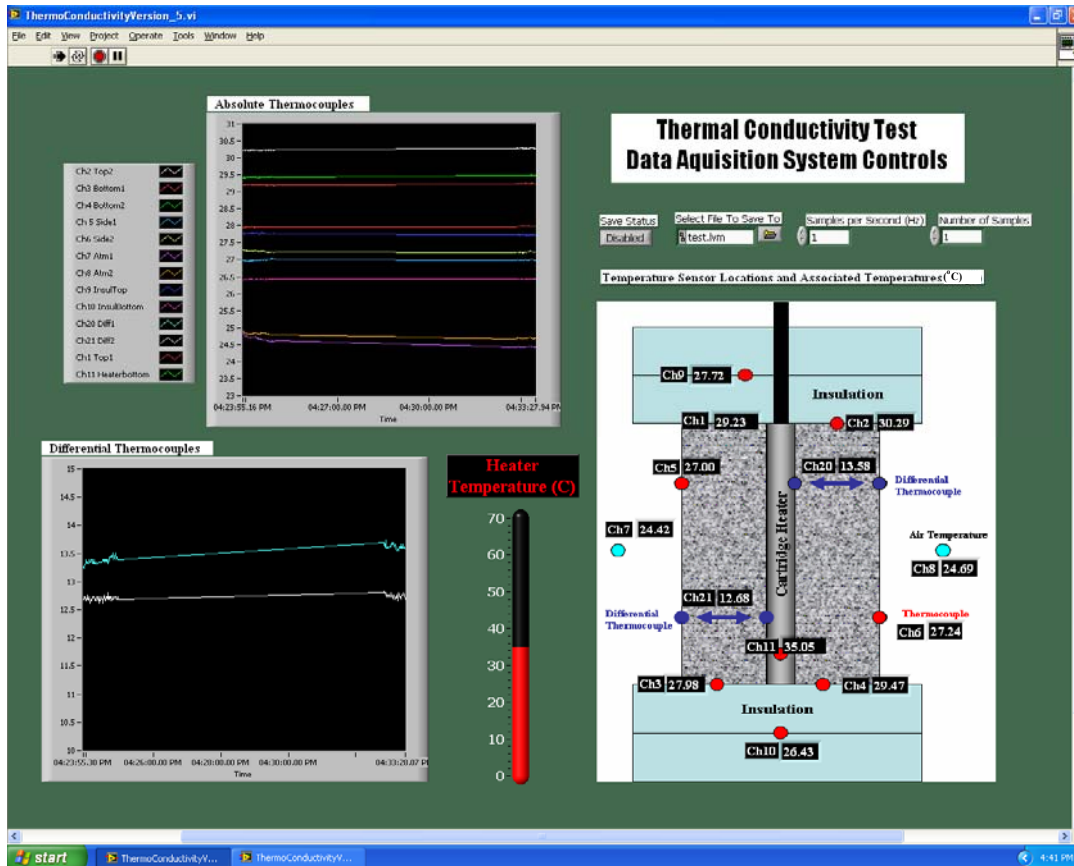 ThermoConductivityVersion_5.vi
File Edit View Project Operate Tools Window Help
Absolute Thermocouples
31
30.5
30
29.5
29
28.5
28
27.5
27
26.5
26
25.5
25
24.5
24
23.5
23
04:23:55.16 PM 04:27:00.00 PM 04:30:00.00 PM 04:33:27.94 PM
Time
Ch2 Top2
Ch3 Bottom1
Ch4 Bottom2
Ch 5 Side1
Ch6 Side2
Ch7 Atm1
Ch8 Atm2
Ch9 InsulTop
Ch10 InsulBottom
Ch20 Diff1
Ch21 Diff2
Ch1 Top1
Ch11 Heaterbottom
Thermal Conductivity Test
Data Aquisition System Controls
Save Status Select File To Save To Samples per Second (Hz) Number of Samples
Disabled test.lvm 1 1
Temperature Sensor Locations and Associated Temperatures(°C)
Ch9 27.72
Insulation
Ch1 29.23 Ch2 30.29
Ch5 27.00 Ch20 13.58
Differential
Thermocouple
Ch7 24.42
Cartridge Heater
Air Temperature
Ch8 24.69
Ch21 12.68
Differential
Thermocouple
Thermocouple
Ch6 27.24
Ch11 35.05
Ch3 27.98 Ch4 29.47
Insulation
Ch10 26.43
Differential Thermocouples
15
14.5
14
13.5
13
12.5
12
11.5
11
10.5
10
04:23:55.30 PM 04:26:00.00 PM 04:28:00.00 PM 04:30:00.00 PM 04:33:28.07 PM
Time
Heater
Temperature (C)
70
60
50
40
30
20
10
0
start ThermoConductivityV... ThermoConductivityV... 4:41 PM